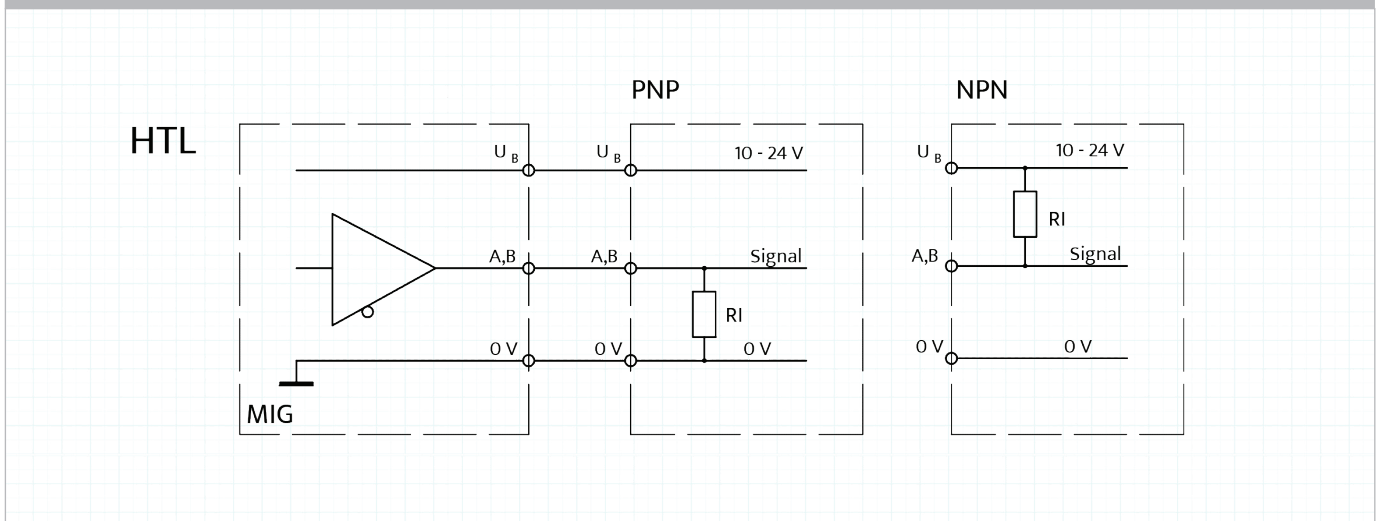 PNP
NPN
HTL
U B
U B
10 - 24 V
U B
10 - 24 V
RI
A,B
A,B
Signal
A,B
Signal
RI
0 V
0 V
0 V
0 V
0 V
MIG